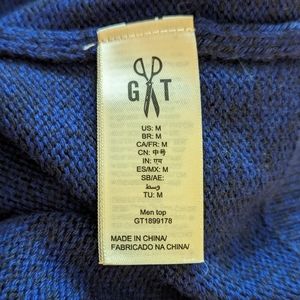 G T
US: M
BR: M
CA/FR: M
CN: 中号
IN: एम
ES/MX: M
SB/AE:
وسط
TU: M
Men top
GT1899178
MADE IN CHINA/
FABRICADO NA CHINA/